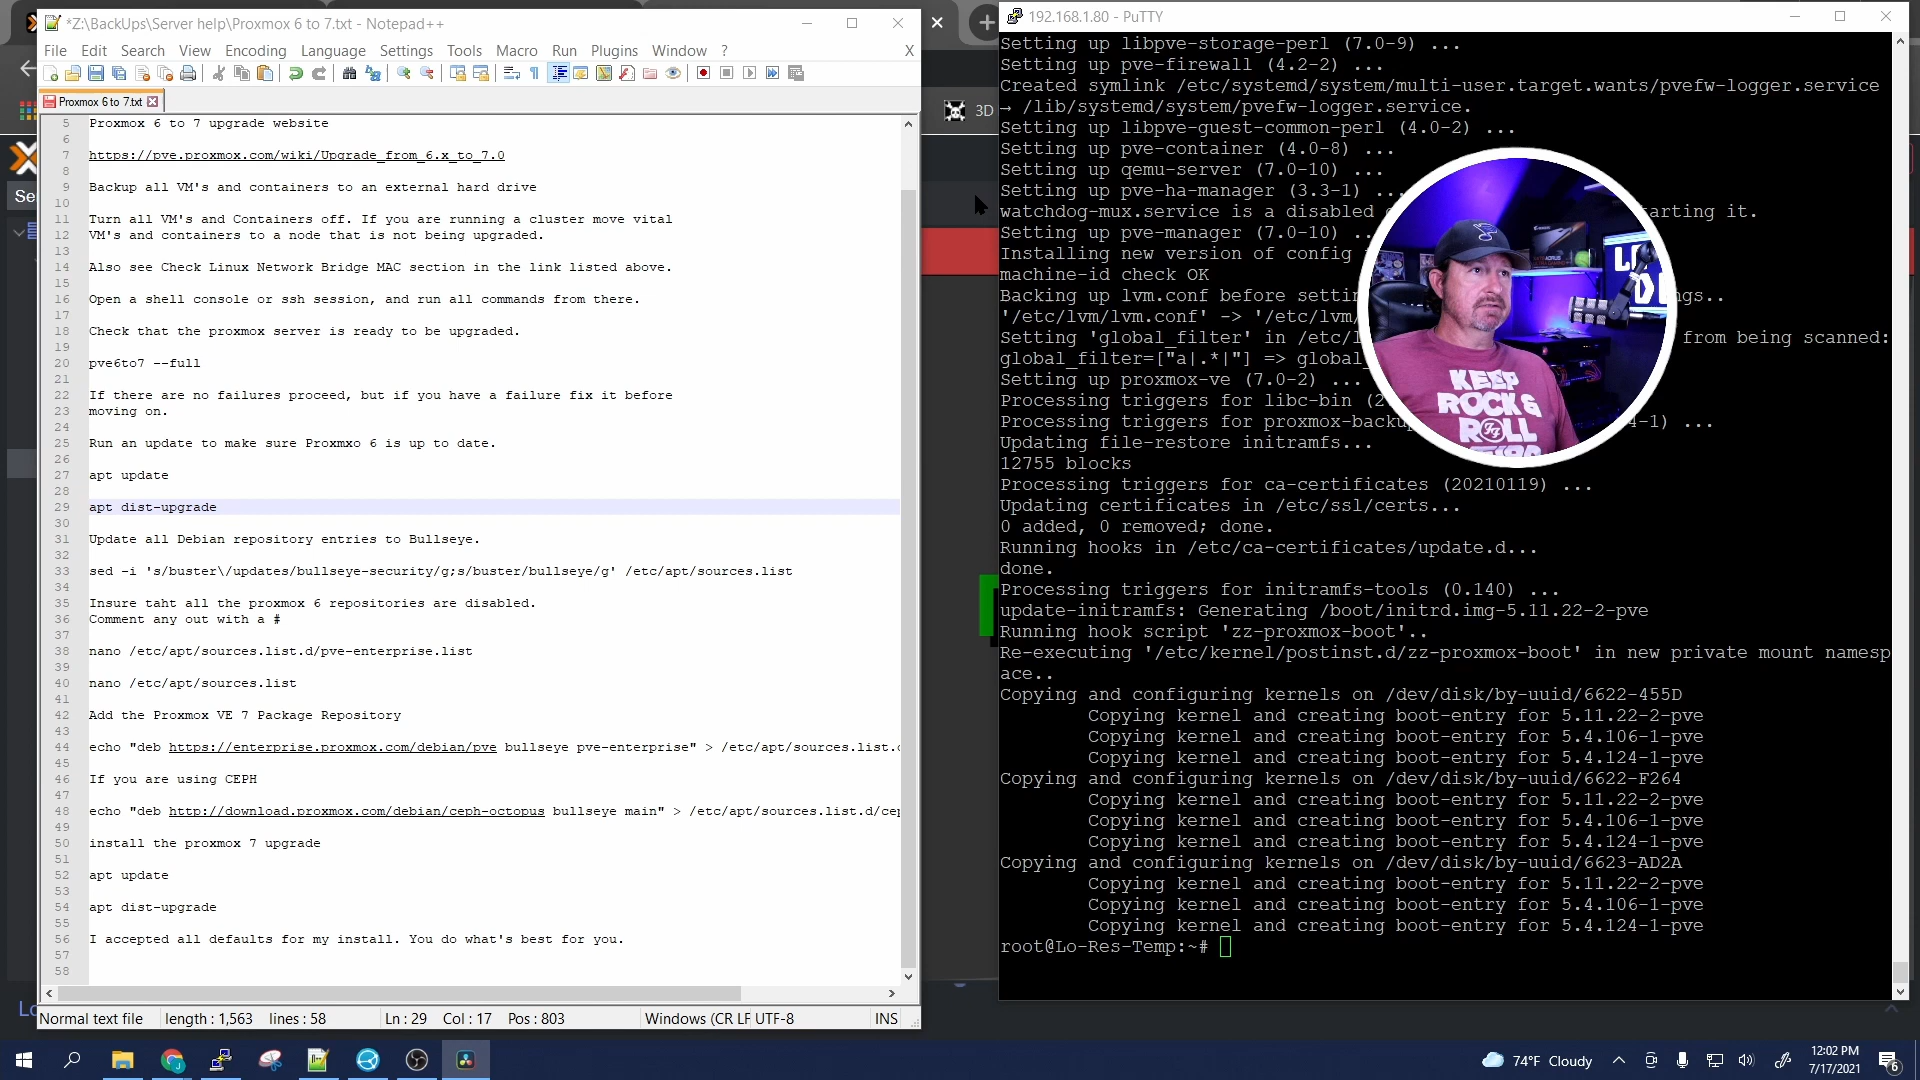 *Z:\BackUps\Server help\Proxmox 6 to 7.txt - Notepad++
File Edit Search View Encoding Language Settings Tools Macro Run Plugins Window ? X
Proxmox 6 to 7.txt
5 Proxmox 6 to 7 upgrade website
6
7 https://pve.proxmox.com/wiki/Upgrade_from_6.x_to_7.0
8
9 Backup all VM's and containers to an external hard drive
10
11 Turn all VM's and Containers off. If you are running a cluster move vital
12 VM's and containers to a node that is not being upgraded.
13
14 Also see Check Linux Network Bridge MAC section in the link listed above.
15
16 Open a shell console or ssh session, and run all commands from there.
17
18 Check that the proxmox server is ready to be upgraded.
19
20 pve6to7 --full
21
22 If there are no failures proceed, but if you have a failure fix it before
23 moving on.
24
25 Run an update to make sure Proxmxo 6 is up to date.
26
27 apt update
28
29 apt dist-upgrade
30
31 Update all Debian repository entries to Bullseye.
32
33 sed -i 's/buster\/updates/bullseye-security/g;s/buster/bullseye/g' /etc/apt/sources.list
34
35 Insure taht all the proxmox 6 repositories are disabled.
36 Comment any out with a #
37
38 nano /etc/apt/sources.list.d/pve-enterprise.list
39
40 nano /etc/apt/sources.list
41
42 Add the Proxmox VE 7 Package Repository
43
44 echo "deb https://enterprise.proxmox.com/debian/pve bullseye pve-enterprise" > /etc/apt/sources.list.
45
46 If you are using CEPH
47
48 echo "deb http://download.proxmox.com/debian/ceph-octopus bullseye main" > /etc/apt/sources.list.d/cep
49
50 install the proxmox 7 upgrade
51
52 apt update
53
54 apt dist-upgrade
55
56 I accepted all defaults for my install. You do what's best for you.
57
58
Normal text file length : 1,563 lines : 58 Ln : 29 Col : 17 Pos : 803 Windows (CR LF UTF-8 INS
Se
Lo
3D
192.168.1.80 - PuTTY
Setting up libpve-storage-perl (7.0-9) ...
Setting up pve-firewall (4.2-2) ...
Created symlink /etc/systemd/system/multi-user.target.wants/pvefw-logger.service
→ /lib/systemd/system/pvefw-logger.service.
Setting up libpve-guest-common-perl (4.0-2) ...
Setting up pve-container (4.0-8) ...
Setting up qemu-server (7.0-10) ...
Setting up pve-ha-manager (3.3-1) ...
watchdog-mux.service is a disabled tarting it.
Setting up pve-manager (7.0-10) ..
Installing new version of config
machine-id check OK
Backing up lvm.conf before settin ngs..
'/etc/lvm/lvm.conf' -> '/etc/lvm/
Setting 'global_filter' in /etc/l from being scanned:
global_filter=["a|.*|"] => global_
Setting up proxmox-ve (7.0-2) ...
Processing triggers for libc-bin (2
Processing triggers for proxmox-backup 4-1) ...
Updating file-restore initramfs...
12755 blocks
Processing triggers for ca-certificates (20210119) ...
Updating certificates in /etc/ssl/certs...
0 added, 0 removed; done.
Running hooks in /etc/ca-certificates/update.d...
done.
Processing triggers for initramfs-tools (0.140) ...
update-initramfs: Generating /boot/initrd.img-5.11.22-2-pve
Running hook script 'zz-proxmox-boot'..
Re-executing '/etc/kernel/postinst.d/zz-proxmox-boot' in new private mount namesp
ace..
Copying and configuring kernels on /dev/disk/by-uuid/6622-455D
Copying kernel and creating boot-entry for 5.11.22-2-pve
Copying kernel and creating boot-entry for 5.4.106-1-pve
Copying kernel and creating boot-entry for 5.4.124-1-pve
Copying and configuring kernels on /dev/disk/by-uuid/6622-F264
Copying kernel and creating boot-entry for 5.11.22-2-pve
Copying kernel and creating boot-entry for 5.4.106-1-pve
Copying kernel and creating boot-entry for 5.4.124-1-pve
Copying and configuring kernels on /dev/disk/by-uuid/6623-AD2A
Copying kernel and creating boot-entry for 5.11.22-2-pve
Copying kernel and creating boot-entry for 5.4.106-1-pve
Copying kernel and creating boot-entry for 5.4.124-1-pve
root@Lo-Res-Temp:~#
KEEP
ROCK &
ROLL
74°F Cloudy
12:02 PM
7/17/2021
6